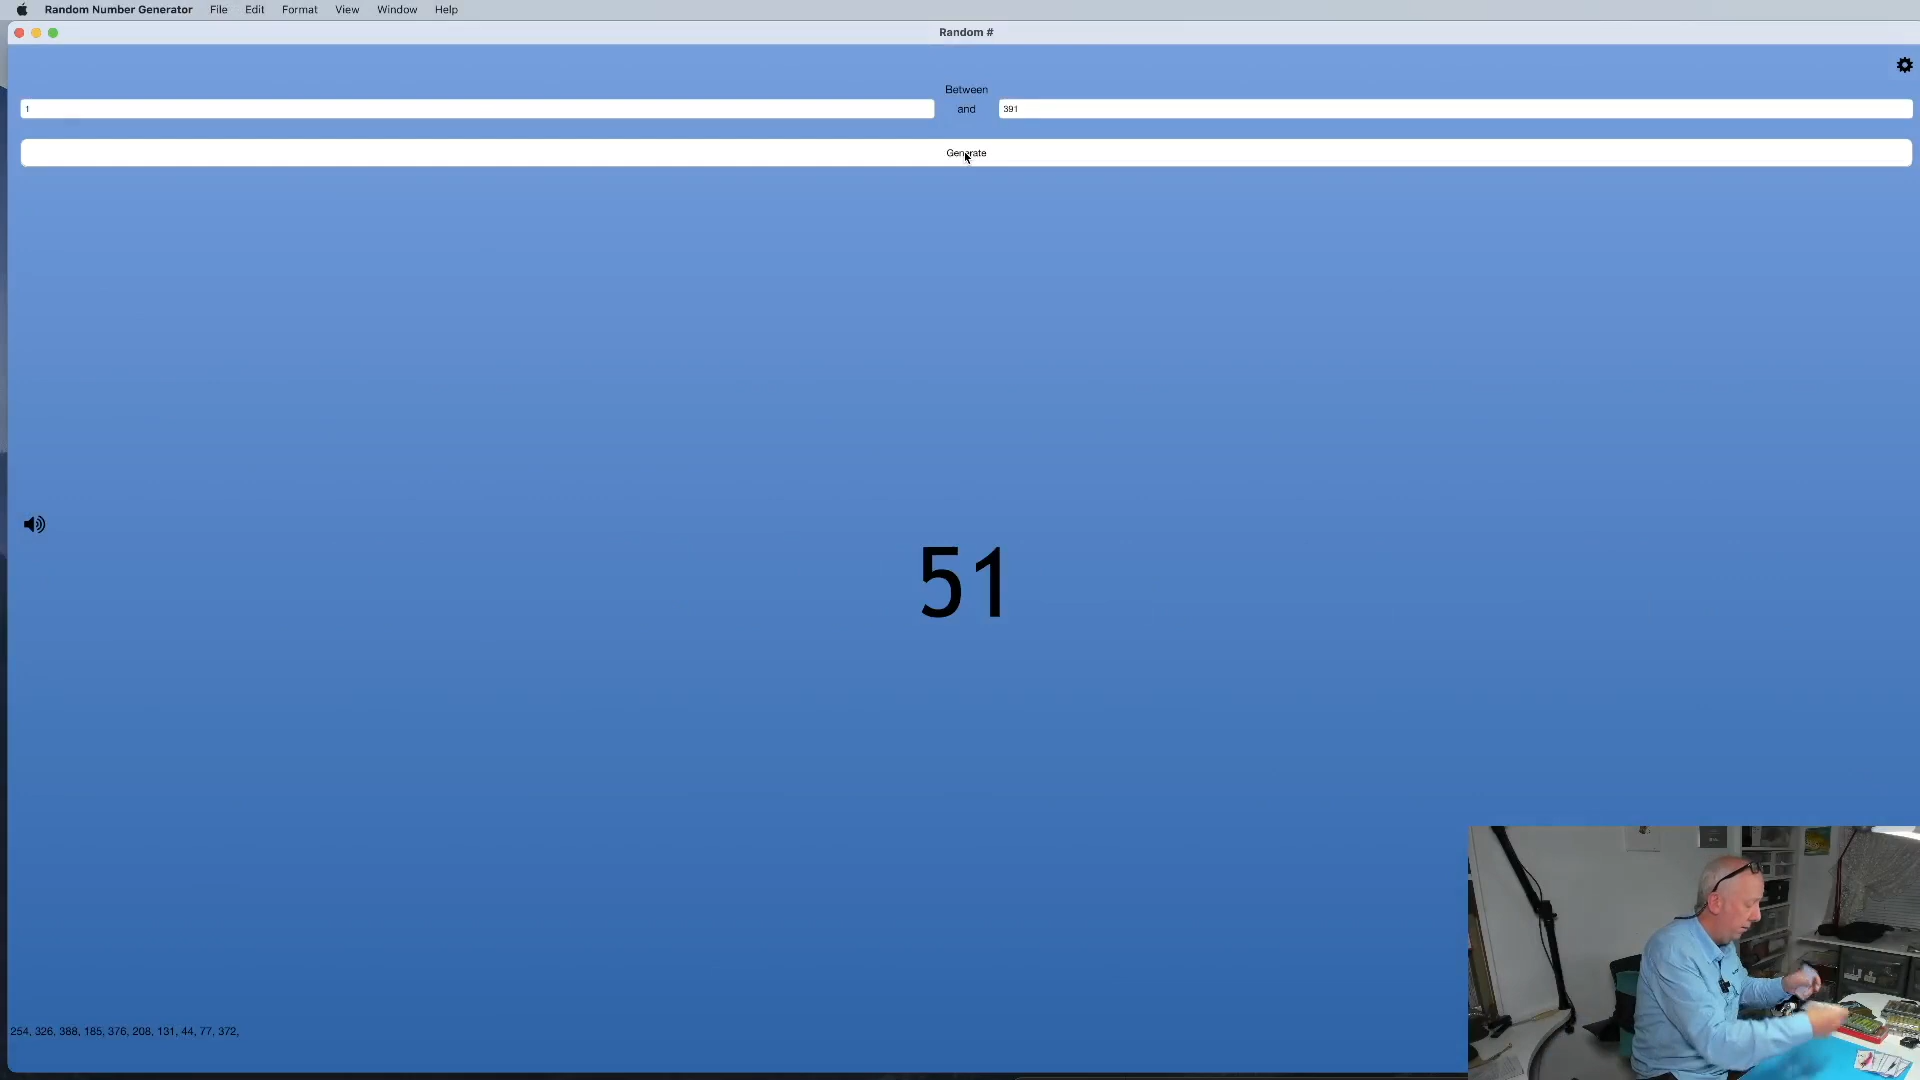 Random Number Generator File Edit Format View Window Help
Random #
Between
1 and 391
Generate
51
254, 326, 388, 185, 376, 208, 131, 44, 77, 372,